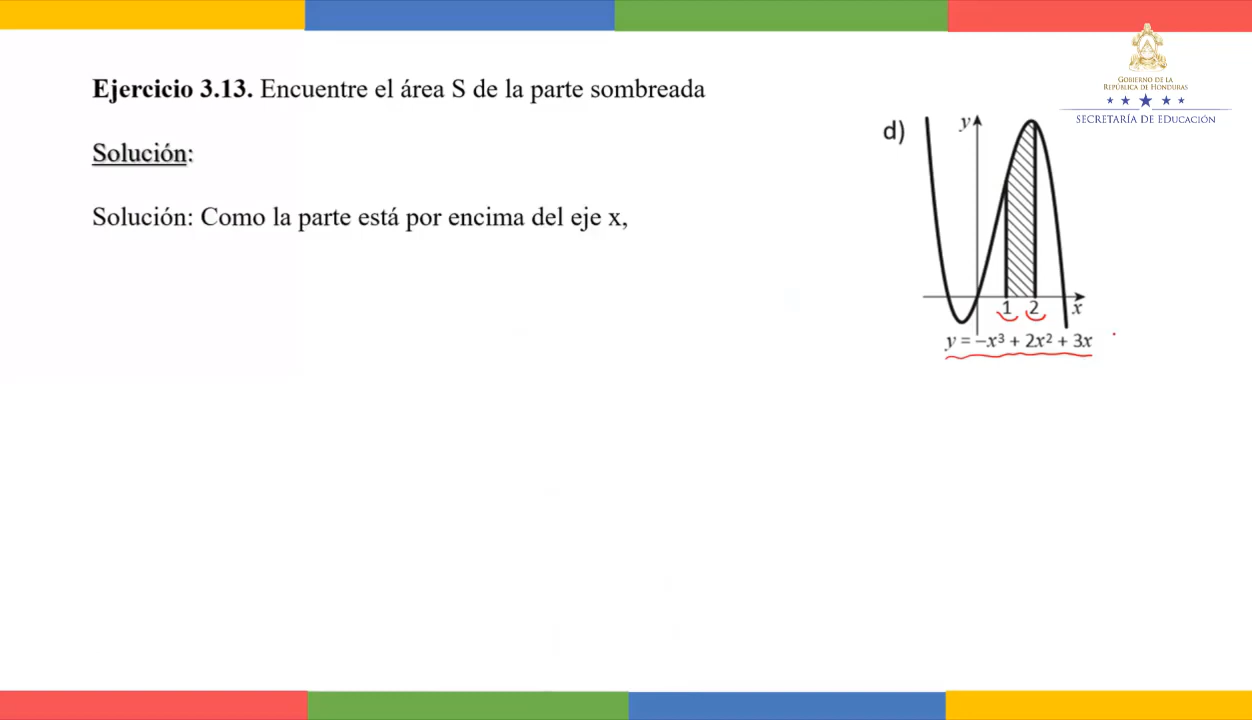 GOBIERNO DE LA
REPÚBLICA DE HONDURAS
SECRETARÍA DE EDUCACIÓN
Ejercicio 3.13. Encuentre el área S de la parte sombreada
Solución:
Solución: Como la parte está por encima del eje x,
d)
y
1 2 x
y = −x³ + 2x² + 3x